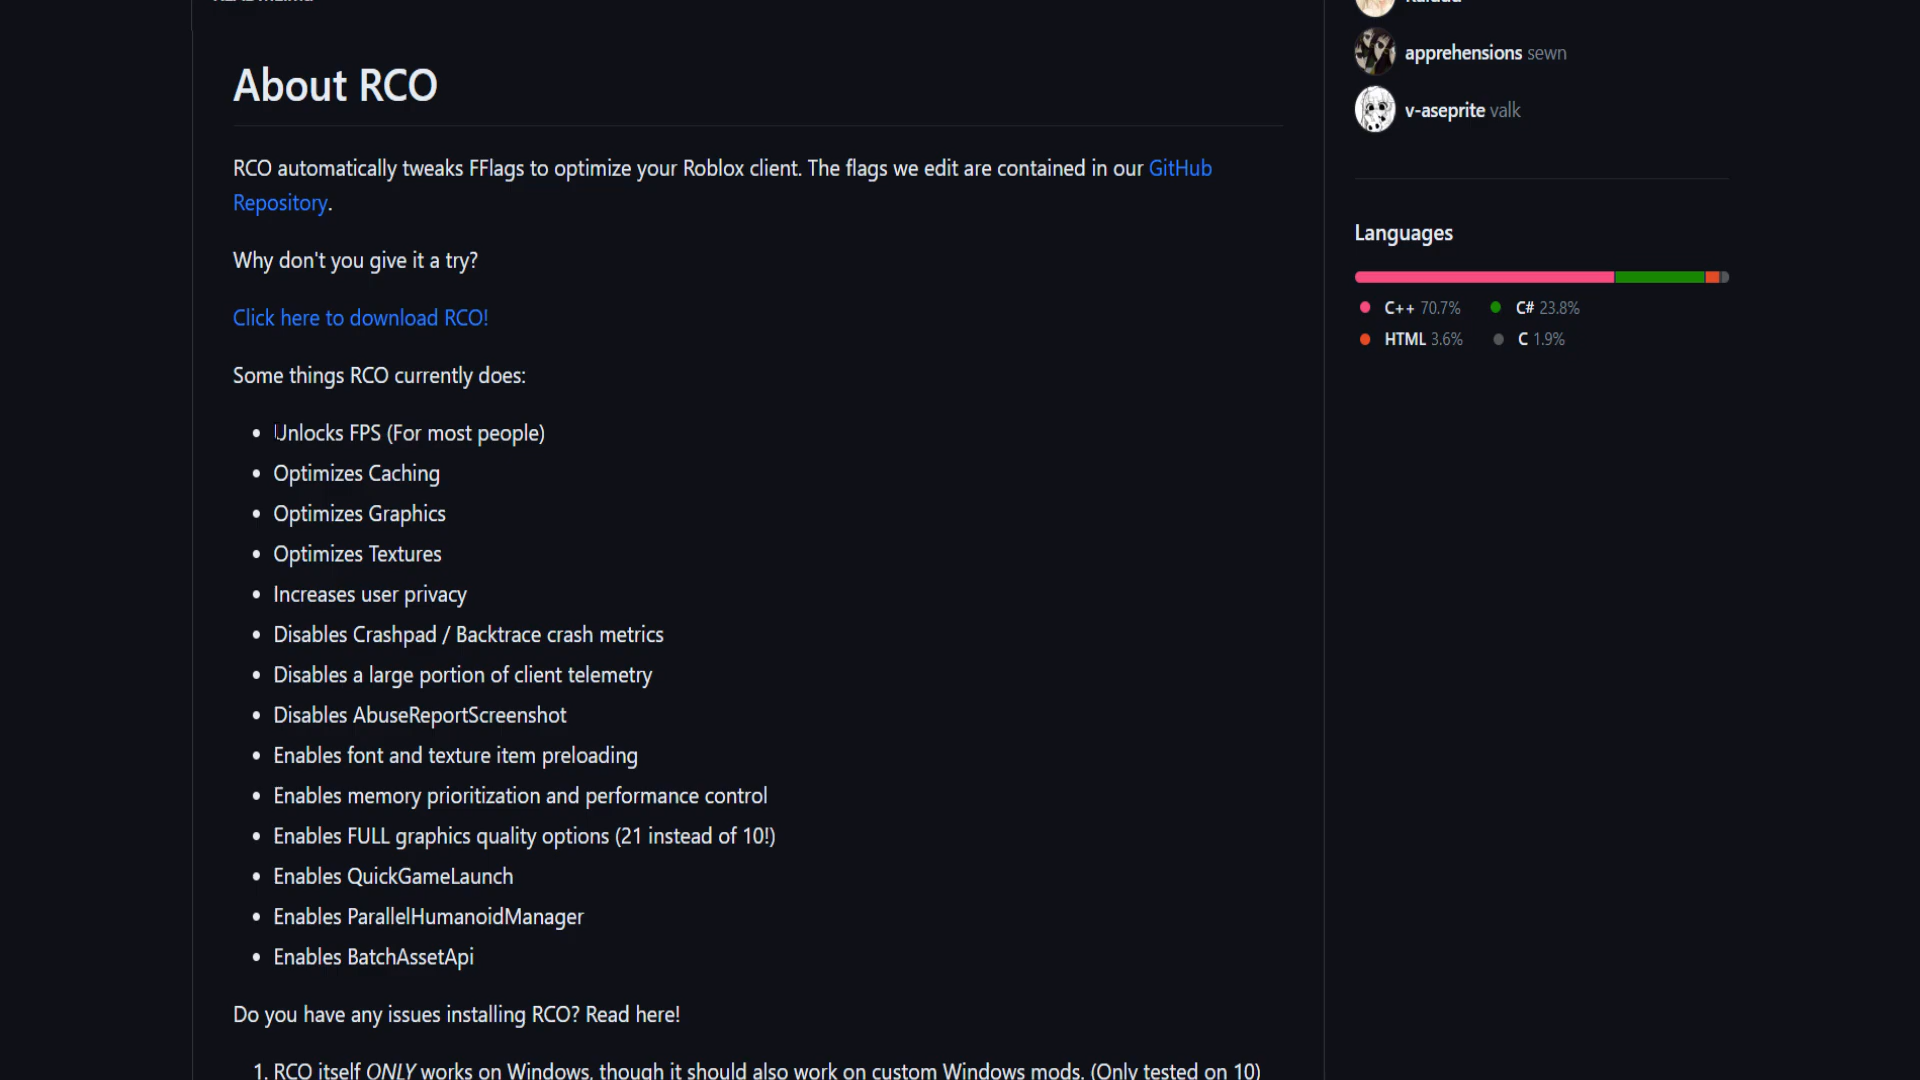 About RCO
RCO automatically tweaks FFlags to optimize your Roblox client. The flags we edit are contained in our GitHub
Repository.
Why don't you give it a try?
Click here to download RCO!
Some things RCO currently does:
• Unlocks FPS (For most people)
• Optimizes Caching
• Optimizes Graphics
• Optimizes Textures
• Increases user privacy
• Disables Crashpad / Backtrace crash metrics
• Disables a large portion of client telemetry
• Disables AbuseReportScreenshot
• Enables font and texture item preloading
• Enables memory prioritization and performance control
• Enables FULL graphics quality options (21 instead of 10!)
• Enables QuickGameLaunch
• Enables ParallelHumanoidManager
• Enables BatchAssetApi
Do you have any issues installing RCO? Read here!
1. RCO itself ONLY works on Windows, though it should also work on custom Windows mods. (Only tested on 10)
apprehensions sewn
v-aseprite valk
Languages
C++ 70.7% C# 23.8%
HTML 3.6% C 1.9%